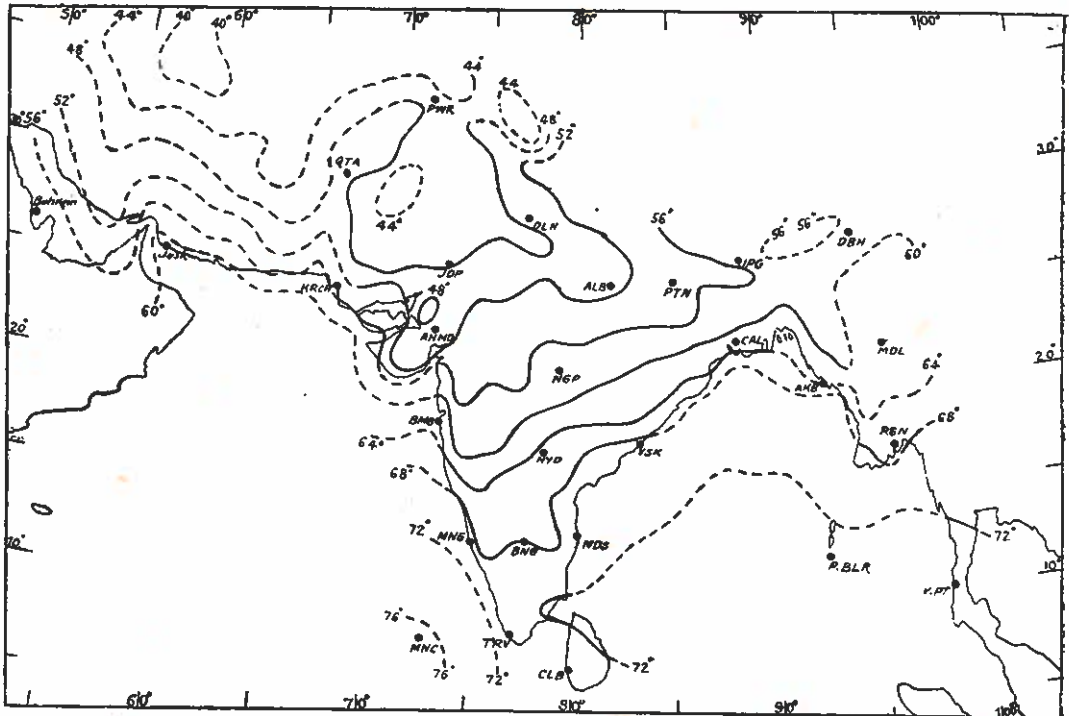 50° 44° 40° 60° 70° 80° 90° 100°
40°
48°
44° 44
52° PWR 48°
56° 52°
30°
QTA
44°
Bahrain DLH 56° 56° 56° DBH
Jask JDP JPG 60°
60° KRCH 48° ALB PTN
20° AHMD
CAL MDL 20°
NGP 64°
AKB
BMB 68°
64° HYD VSK RGN
68°
72° MNG BNG MDS 72°
10° P.BLR 10°
V.PT
76°
MNC TRV
76° 72° CLB 72°
60° 70° 80° 90°